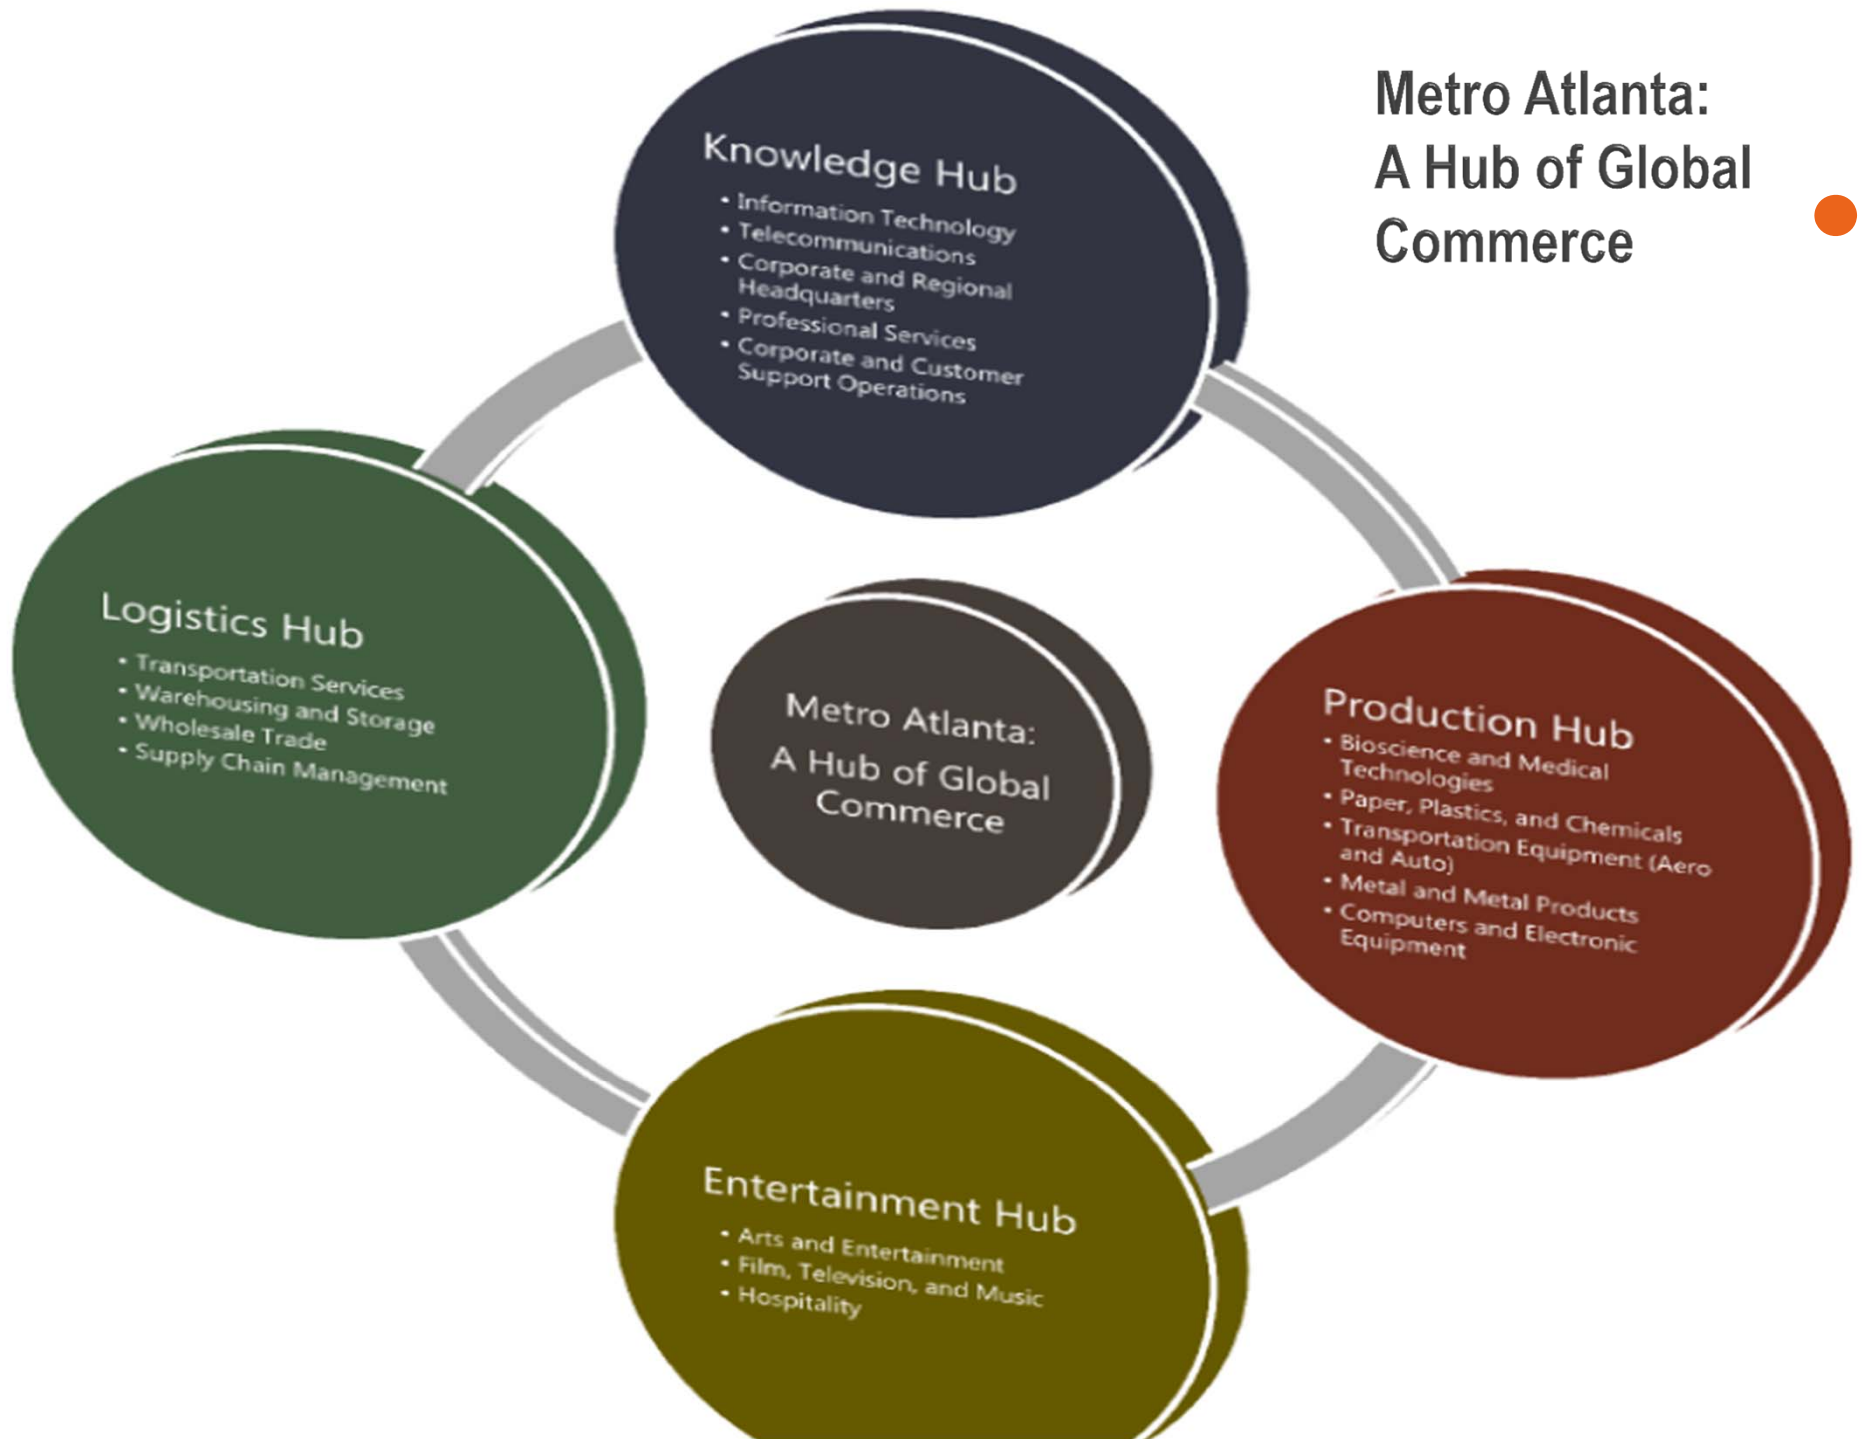 Metro Atlanta:
A Hub of Global
Commerce
Knowledge Hub
• Information Technology
• Telecommunications
• Corporate and Regional
Headquarters
• Professional Services
• Corporate and Customer
Support Operations
Logistics Hub
• Transportation Services
• Warehousing and Storage
• Wholesale Trade
• Supply Chain Management
Metro Atlanta:
A Hub of Global
Commerce
Production Hub
• Bioscience and Medical
Technologies
• Paper, Plastics, and Chemicals
• Transportation Equipment (Aero
and Auto)
• Metal and Metal Products
• Computers and Electronic
Equipment
Entertainment Hub
• Arts and Entertainment
• Film, Television, and Music
• Hospitality